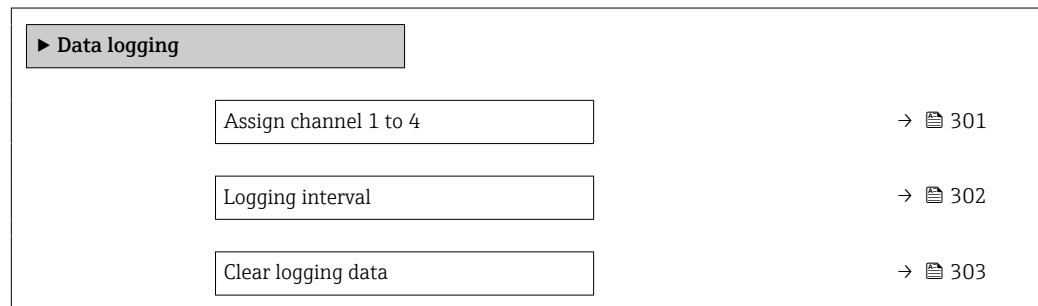 ▶ Data logging
Assign channel 1 to 4 → 301
Logging interval → 302
Clear logging data → 303